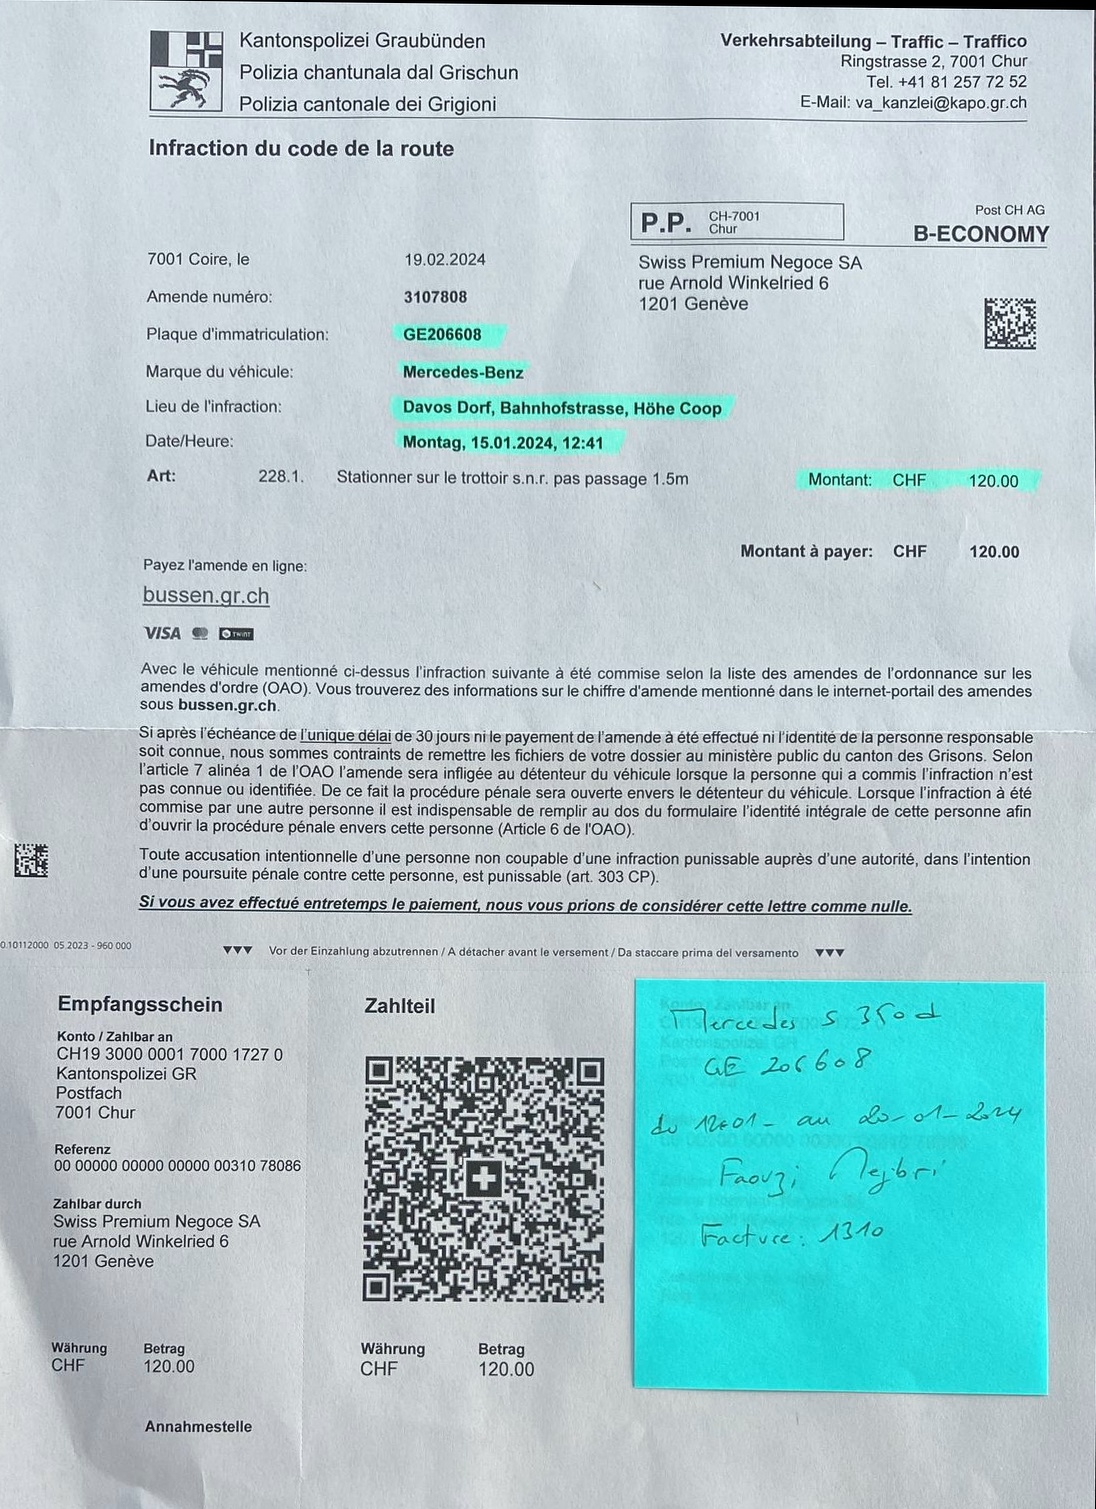 Kantonspolizei Graubünden
Polizia chantunala dal Grischun
Polizia cantonale dei Grigioni
Verkehrsabteilung – Traffic – Traffico
Ringstrasse 2, 7001 Chur
Tel. +41 81 257 72 52
E-Mail: va_kanzlei@kapo.gr.ch
Infraction du code de la route
P.P. CH-7001 Chur
Post CH AG
B-ECONOMY
Swiss Premium Negoce SA
rue Arnold Winkelried 6
1201 Genève
7001 Coire, le 19.02.2024
Amende numéro: 3107808
Plaque d'immatriculation: GE206608
Marque du véhicule: Mercedes-Benz
Lieu de l'infraction: Davos Dorf, Bahnhofstrasse, Höhe Coop
Date/Heure: Montag, 15.01.2024, 12:41
Art: 228.1. Stationner sur le trottoir s.n.r. pas passage 1.5m Montant: CHF 120.00
Montant à payer: CHF 120.00
Payez l'amende en ligne:
bussen.gr.ch
VISA TWINT
Avec le véhicule mentionné ci-dessus l'infraction suivante à été commise selon la liste des amendes de l'ordonnance sur les
amendes d'ordre (OAO). Vous trouverez des informations sur le chiffre d'amende mentionné dans le internet-portail des amendes
sous bussen.gr.ch.
Si après l'échéance de l'unique délai de 30 jours ni le payement de l'amende à été effectué ni l'identité de la personne responsable
soit connue, nous sommes contraints de remettre les fichiers de votre dossier au ministère public du canton des Grisons. Selon
l'article 7 alinéa 1 de l'OAO l'amende sera infligée au détenteur du véhicule lorsque la personne qui a commis l'infraction n'est
pas connue ou identifiée. De ce fait la procédure pénale sera ouverte envers le détenteur du véhicule. Lorsque l'infraction à été
commise par une autre personne il est indispensable de remplir au dos du formulaire l'identité intégrale de cette personne afin
d'ouvrir la procédure pénale envers cette personne (Article 6 de l'OAO).
Toute accusation intentionnelle d'une personne non coupable d'une infraction punissable auprès d'une autorité, dans l'intention
d'une poursuite pénale contre cette personne, est punissable (art. 303 CP).
Si vous avez effectué entretemps le paiement, nous vous prions de considérer cette lettre comme nulle.
0.10112000 05.2023 - 960 000
Vor der Einzahlung abzutrennen / A détacher avant le versement / Da staccare prima del versamento
Empfangsschein
Konto / Zahlbar an
CH19 3000 0001 7000 1727 0
Kantonspolizei GR
Postfach
7001 Chur
Referenz
00 00000 00000 00000 00310 78086
Zahlbar durch
Swiss Premium Negoce SA
rue Arnold Winkelried 6
1201 Genève
Währung Betrag
CHF 120.00
Annahmestelle
Zahlteil
Währung Betrag
CHF 120.00
Mercedes S 350 d
GE 206608
du 12-01- au 20-01-2024
Faouzi Nejbri
Facture: 1310